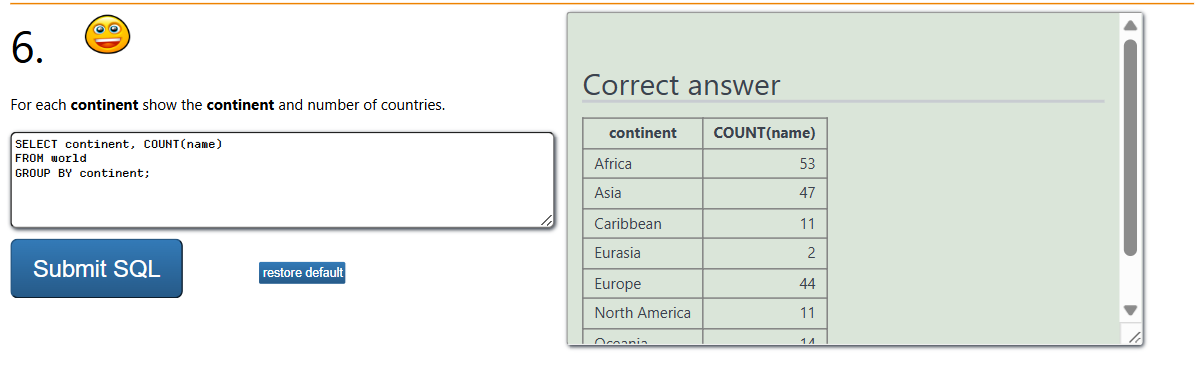 6.
For each continent show the continent and number of countries.
SELECT continent, COUNT(name)
FROM world
GROUP BY continent;
Submit SQL
restore default
Correct answer
continent COUNT(name)
Africa 53
Asia 47
Caribbean 11
Eurasia 2
Europe 44
North America 11
Oceania 14